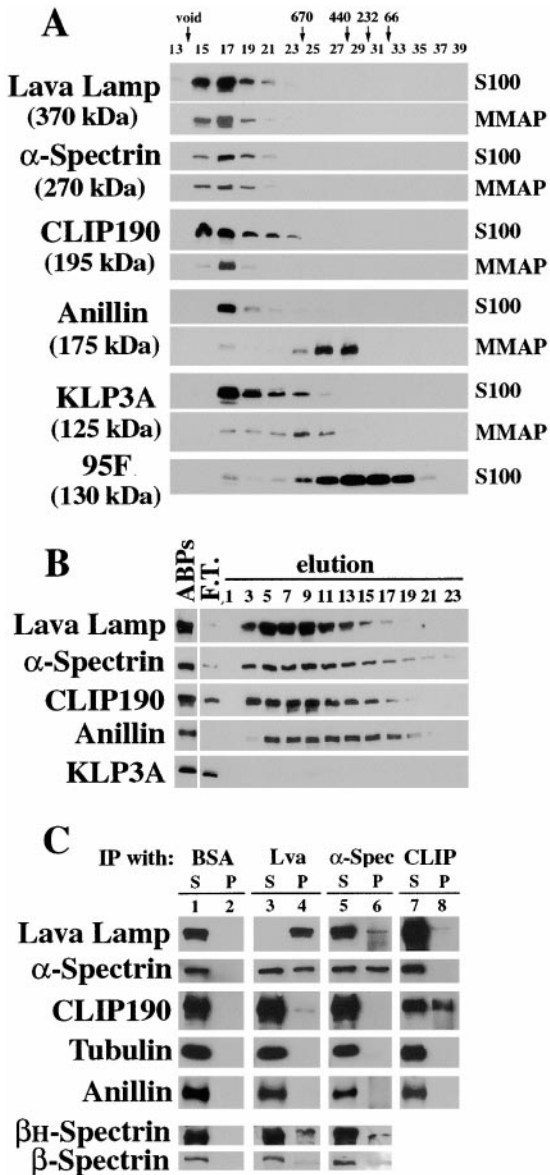 A
void 670 440 232 66
13 15 17 19 21 23 25 27 29 31 33 35 37 39
Lava Lamp S100
(370 kDa) MMAP
α-Spectrin S100
(270 kDa) MMAP
CLIP190 S100
(195 kDa) MMAP
Anillin S100
(175 kDa) MMAP
KLP3A S100
(125 kDa) MMAP
95F S100
(130 kDa)
B
ABPs F.T. elution
1 3 5 7 9 11 13 15 17 19 21 23
Lava Lamp
α-Spectrin
CLIP190
Anillin
KLP3A
C
IP with: BSA Lva α-Spec CLIP
S P S P S P S P
1 2 3 4 5 6 7 8
Lava Lamp
α-Spectrin
CLIP190
Tubulin
Anillin
βH-Spectrin
β-Spectrin